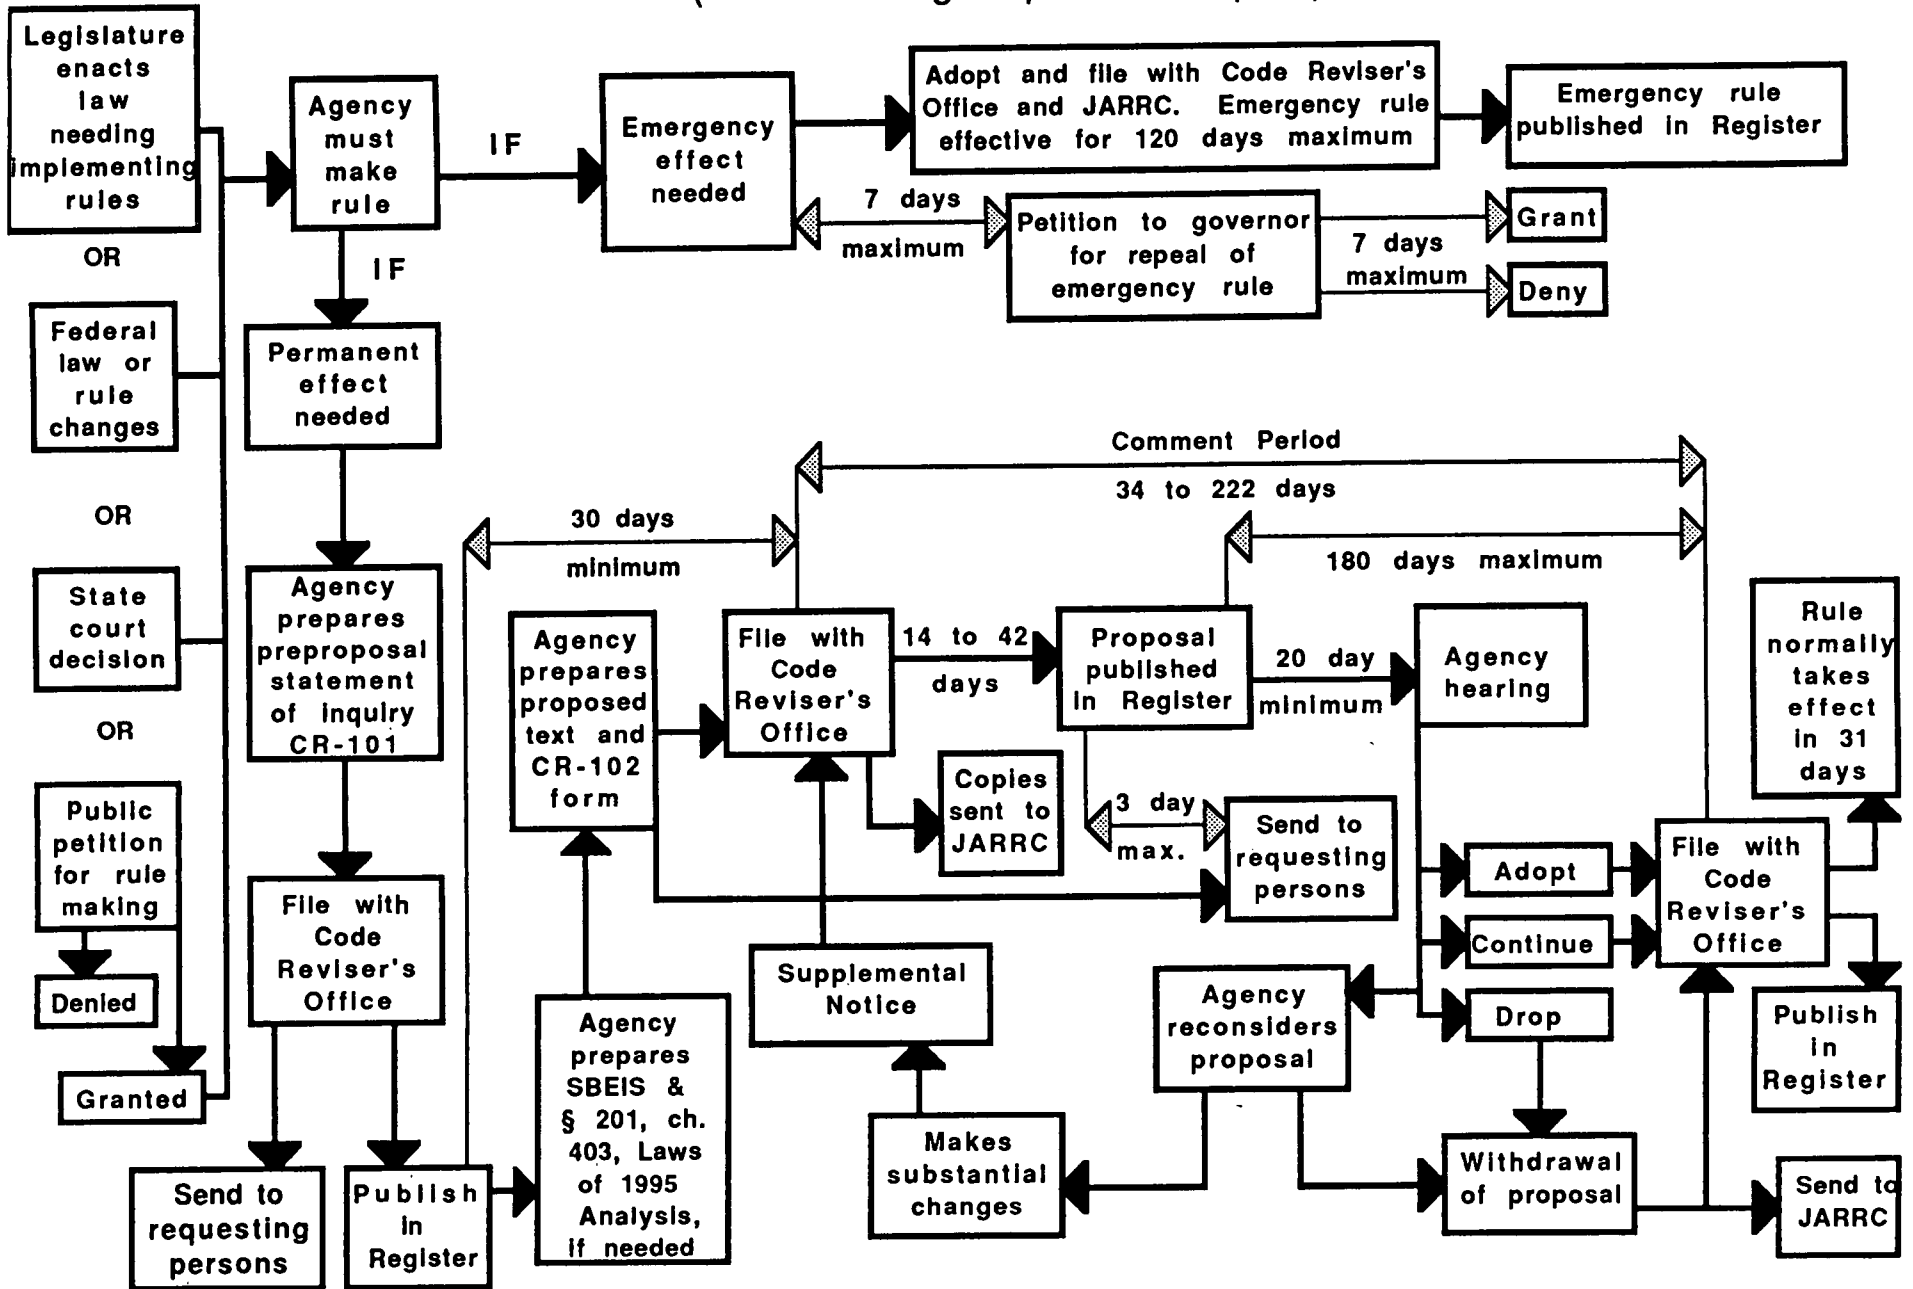 Legislature
enacts
law
needing
implementing
rules
OR
Federal
law or
rule
changes
OR
State
court
decision
OR
Public
petition
for rule
making
Denied
Granted
Agency
must
make
rule
IF
IF
Emergency
effect
needed
Adopt and file with Code Reviser's
Office and JARRC. Emergency rule
effective for 120 days maximum
Emergency rule
published in Register
7 days
maximum
Petition to governor
for repeal of
emergency rule
7 days
maximum
Grant
Deny
Permanent
effect
needed
Agency
prepares
preproposal
statement
of inquiry
CR-101
File with
Code
Reviser's
Office
Send to
requesting
persons
Publish
in
Register
30 days
minimum
Agency
prepares
SBEIS &
§ 201, ch.
403, Laws
of 1995
Analysis,
if needed
Agency
prepares
proposed
text and
CR-102
form
File with
Code
Reviser's
Office
Comment Period
34 to 222 days
180 days maximum
14 to 42
days
Proposal
published
in Register
20 day
minimum
Agency
hearing
Copies
sent to
JARRC
3 day
max.
Send to
requesting
persons
Supplemental
Notice
Makes
substantial
changes
Agency
reconsiders
proposal
Adopt
Continue
Drop
Withdrawal
of proposal
File with
Code
Reviser's
Office
Rule
normally
takes
effect
in 31
days
Publish
in
Register
Send to
JARRC